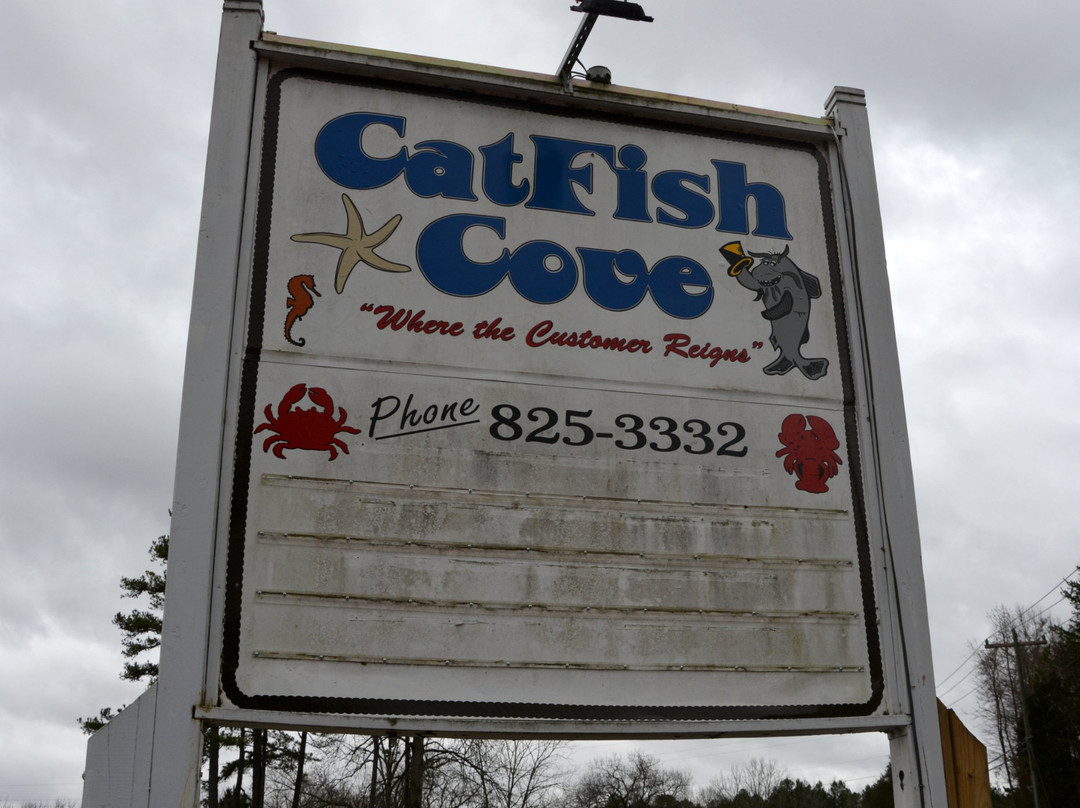 CatFish
Cove
"Where the Customer Reigns"
Phone 825-3332